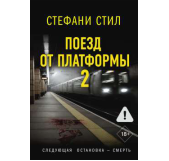 СТЕФАНИ СТИЛ
ПОЕЗД
ОТ ПЛАТФОРМЫ
2
18+
СЛЕДУЮЩАЯ ОСТАНОВКА – СМЕРТЬ